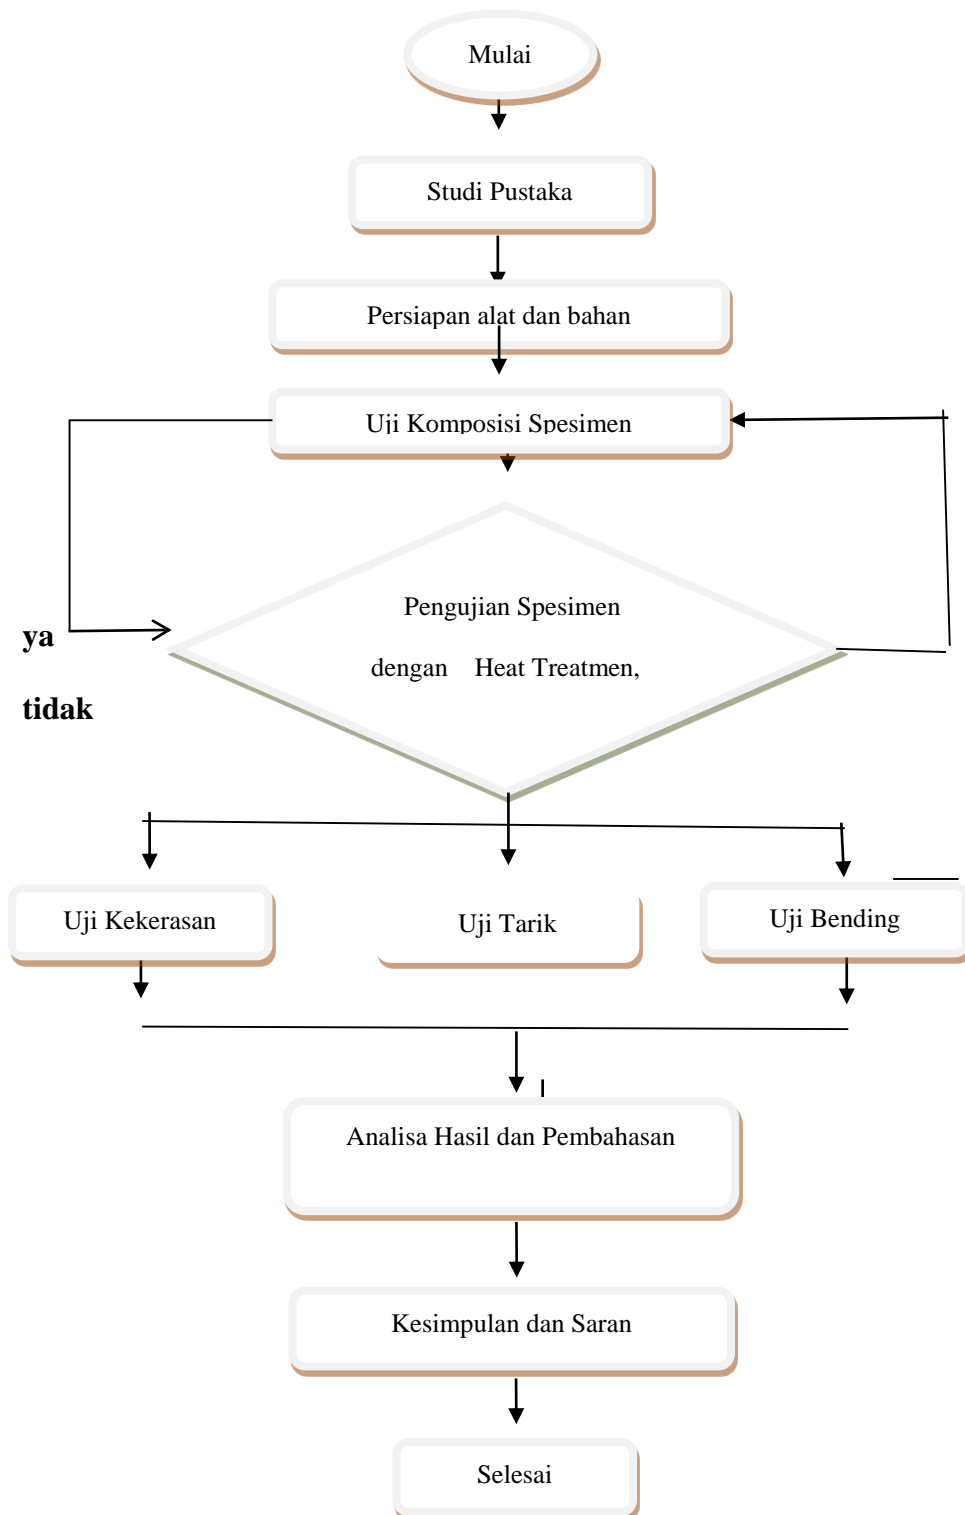 Mulai
Studi Pustaka
Persiapan alat dan bahan
Uji Komposisi Spesimen
Pengujian Spesimen
dengan Heat Treatmen,
ya
tidak
Uji Kekerasan
Uji Tarik
Uji Bending
Analisa Hasil dan Pembahasan
Kesimpulan dan Saran
Selesai